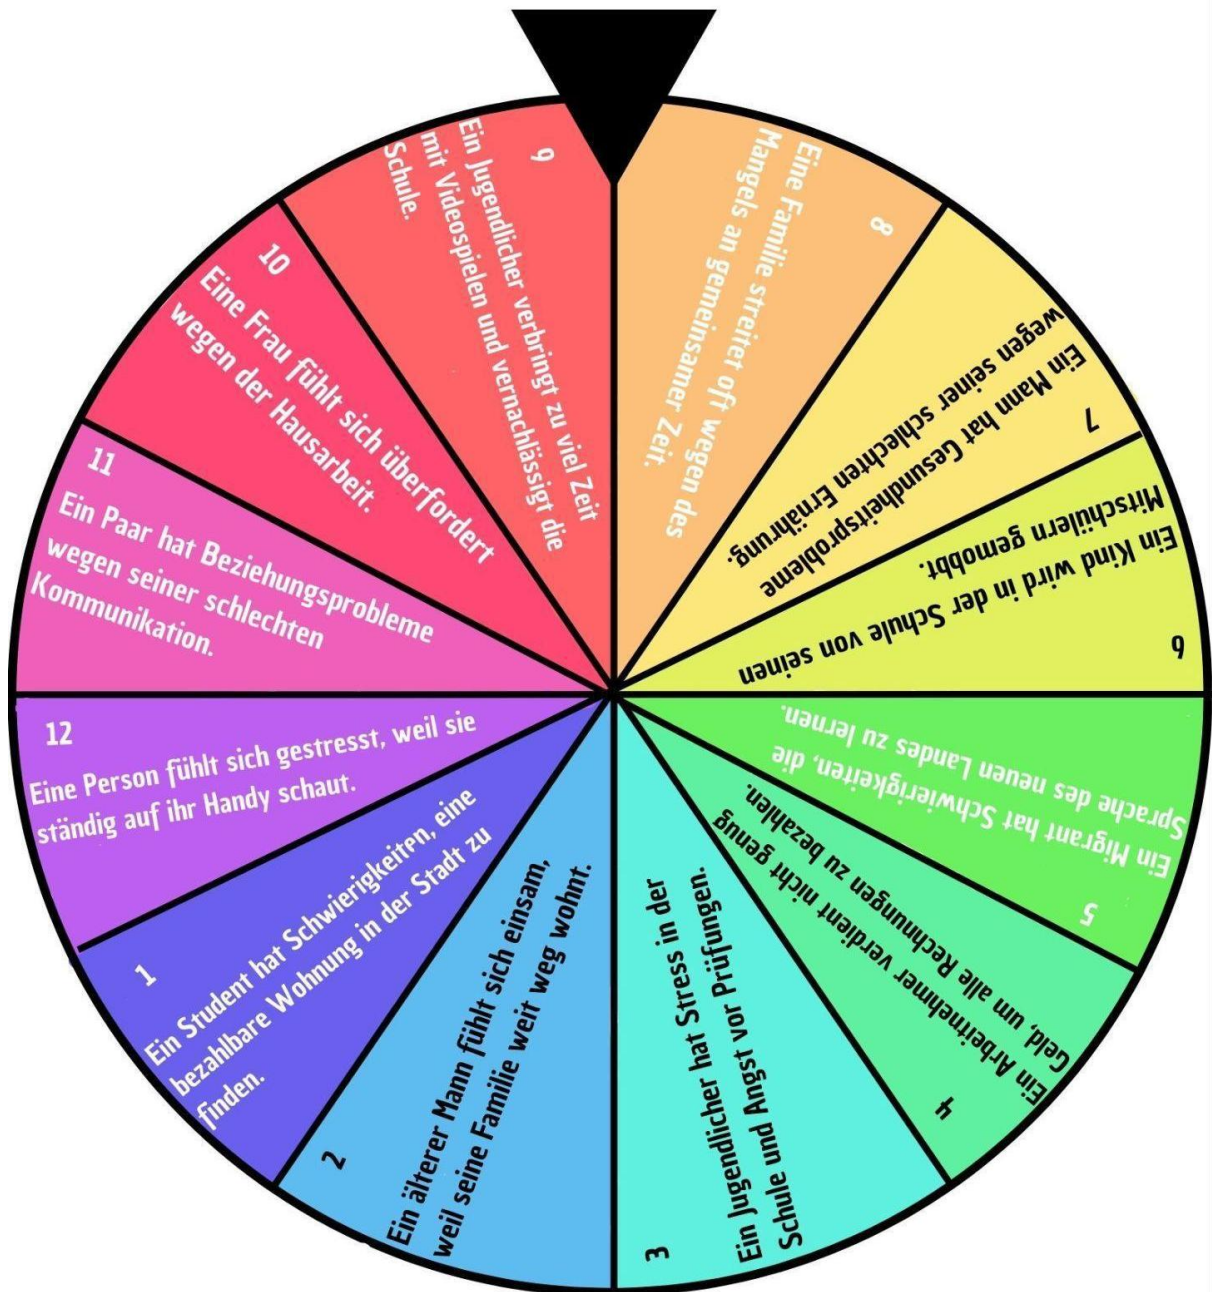 1
Ein Student hat Schwierigkeiten, eine
bezahlbare Wohnung in der Stadt zu
finden.
2
Ein älterer Mann fühlt sich einsam,
weil seine Familie weit weg wohnt.
3
Ein Jugendlicher hat Stress in der
Schule und Angst vor Prüfungen.
4
Ein Arbeitnehmer verdient nicht genug
Geld, um alle Rechnungen zu bezahlen.
5
Ein Migrant hat Schwierigkeiten, die
Sprache des neuen Landes zu lernen.
6
Ein Kind wird in der Schule von seinen
Mitschülern gemobbt.
7
Ein Mann hat Gesundheitsprobleme
wegen seiner schlechten Ernährung.
8
Eine Familie streitet oft wegen des
Mangels an gemeinsamer Zeit.
9
Ein Jugendlicher verbringt zu viel Zeit
mit Videospielen und vernachlässigt die
Schule.
10
Eine Frau fühlt sich überfordert
wegen der Hausarbeit.
11
Ein Paar hat Beziehungsprobleme
wegen seiner schlechten
Kommunikation.
12
Eine Person fühlt sich gestresst, weil sie
ständig auf ihr Handy schaut.